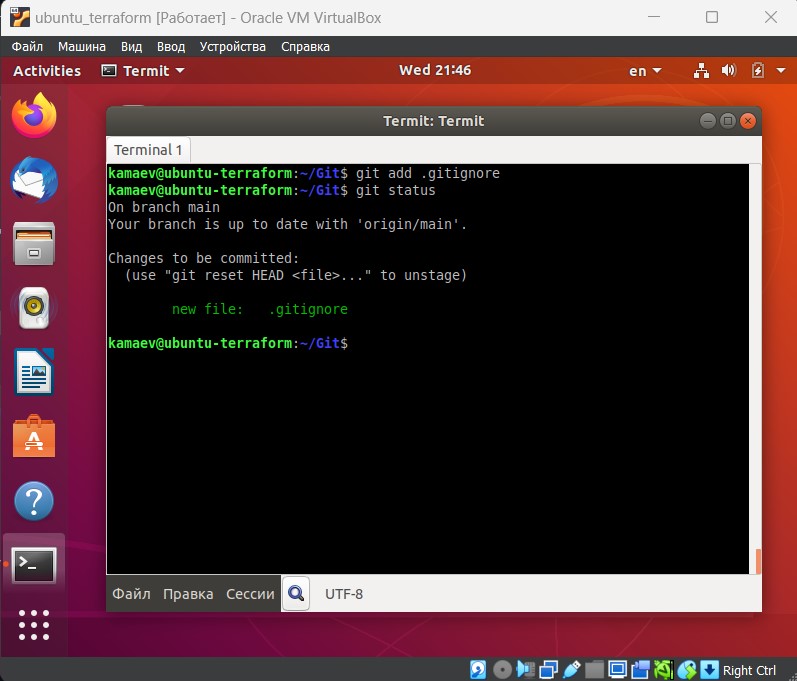 ubuntu_terraform [Работает] - Oracle VM VirtualBox
Файл Машина Вид Ввод Устройства Справка
Activities Termit Wed 21:46 en
Termit: Termit
Terminal 1
kamaev@ubuntu-terraform:~/Git$ git add .gitignore
kamaev@ubuntu-terraform:~/Git$ git status
On branch main
Your branch is up to date with 'origin/main'.
Changes to be committed:
(use "git reset HEAD <file>..." to unstage)
new file: .gitignore
kamaev@ubuntu-terraform:~/Git$
Файл Правка Сессии UTF-8
Right Ctrl